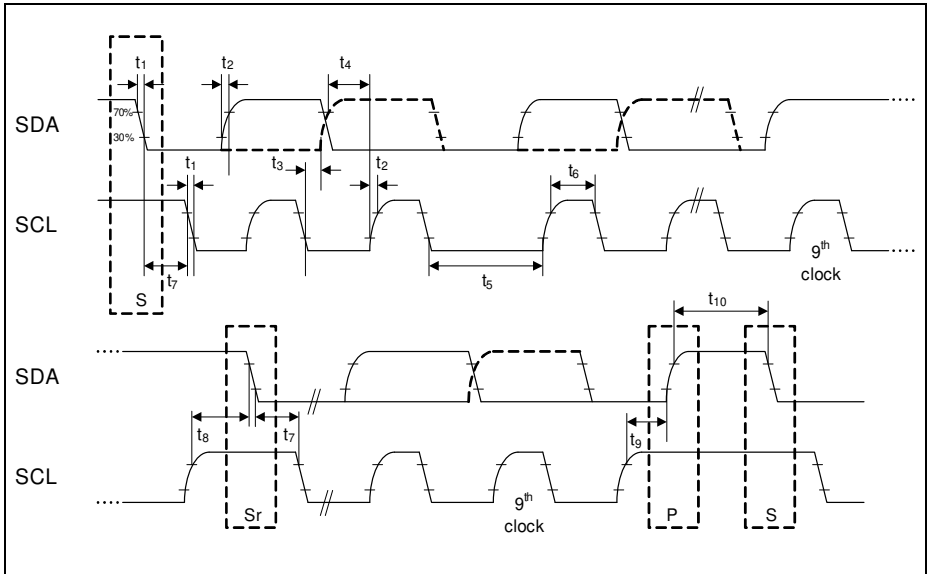 t1 t2 t4
SDA
70%
30%
t1 t3 t2 t6
SCL
t7 t5
9th
clock
S
t10
SDA
t8 t7 t9
SCL
9th
clock
Sr P S